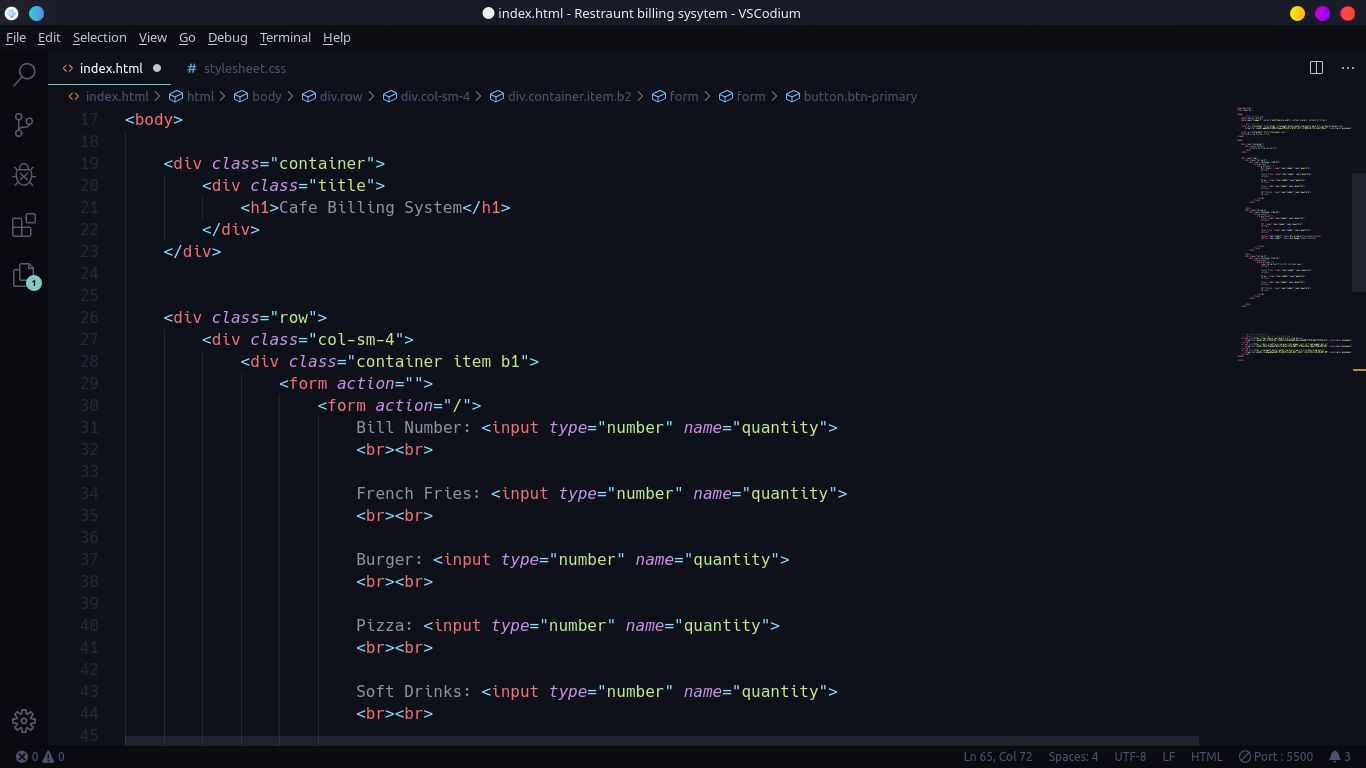 index.html - Restraunt billing sysytem - VSCodium
File Edit Selection View Go Debug Terminal Help
<> index.html ● # stylesheet.css ···
<> index.html > html > body > div.row > div.col-sm-4 > div.container.item.b2 > form > form > button.btn-primary
17 <body>
18
19 <div class="container">
20 <div class="title">
21 <h1>Cafe Billing System</h1>
22 </div>
23 </div>
24
25
26 <div class="row">
27 <div class="col-sm-4">
28 <div class="container item b1">
29 <form action="">
30 <form action="/">
31 Bill Number: <input type="number" name="quantity">
32 <br><br>
33
34 French Fries: <input type="number" name="quantity">
35 <br><br>
36
37 Burger: <input type="number" name="quantity">
38 <br><br>
39
40 Pizza: <input type="number" name="quantity">
41 <br><br>
42
43 Soft Drinks: <input type="number" name="quantity">
44 <br><br>
45
1
0 0 Ln 65, Col 72 Spaces: 4 UTF-8 LF HTML Port : 5500 3